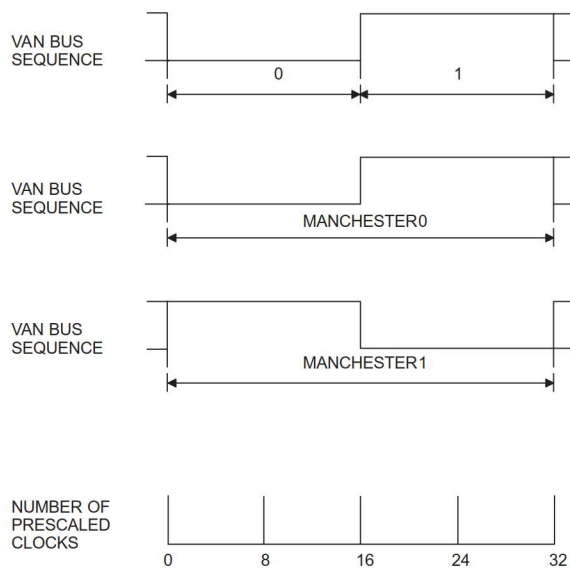 VAN BUS
SEQUENCE
0
1
VAN BUS
SEQUENCE
MANCHESTER0
VAN BUS
SEQUENCE
MANCHESTER1
NUMBER OF
PRESCALED
CLOCKS
0 8 16 24 32